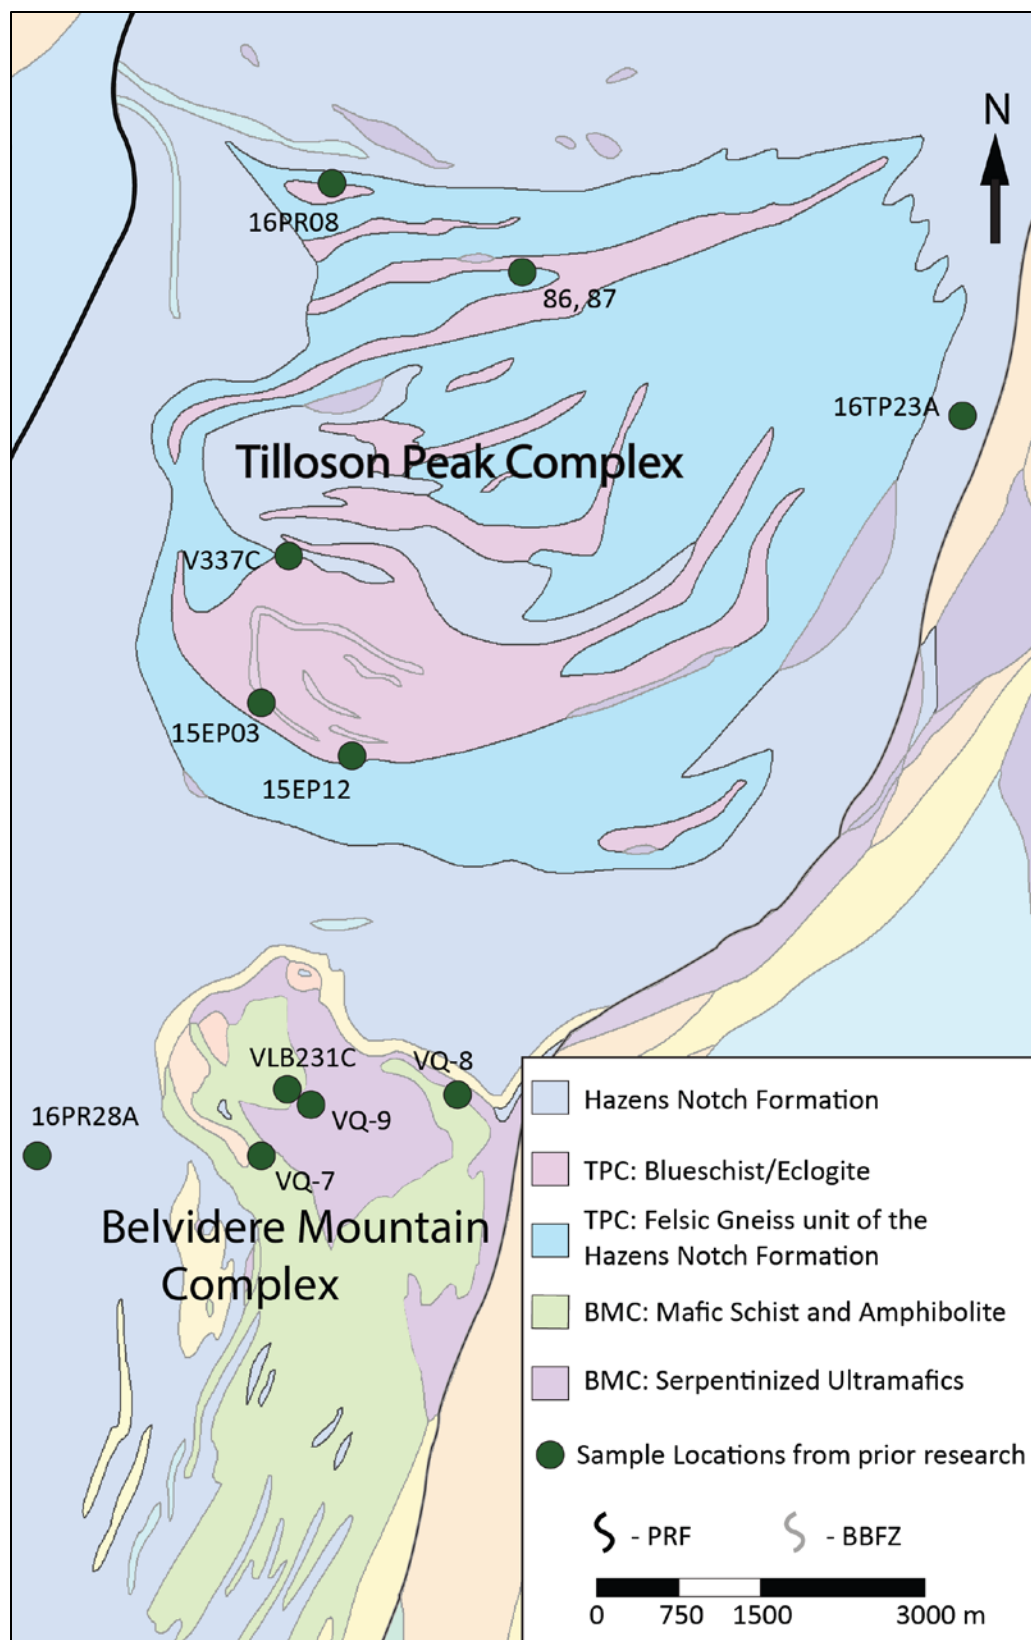 N
16PR08
86, 87
16TP23A
Tilloson Peak Complex
V337C
15EP03
15EP12
VLB231C
VQ-8
16PR28A
VQ-9
VQ-7
Belvidere Mountain
Complex
Hazens Notch Formation
TPC: Blueschist/Eclogite
TPC: Felsic Gneiss unit of the
Hazens Notch Formation
BMC: Mafic Schist and Amphibolite
BMC: Serpentinized Ultramafics
Sample Locations from prior research
- PRF
- BBFZ
0 750 1500 3000 m